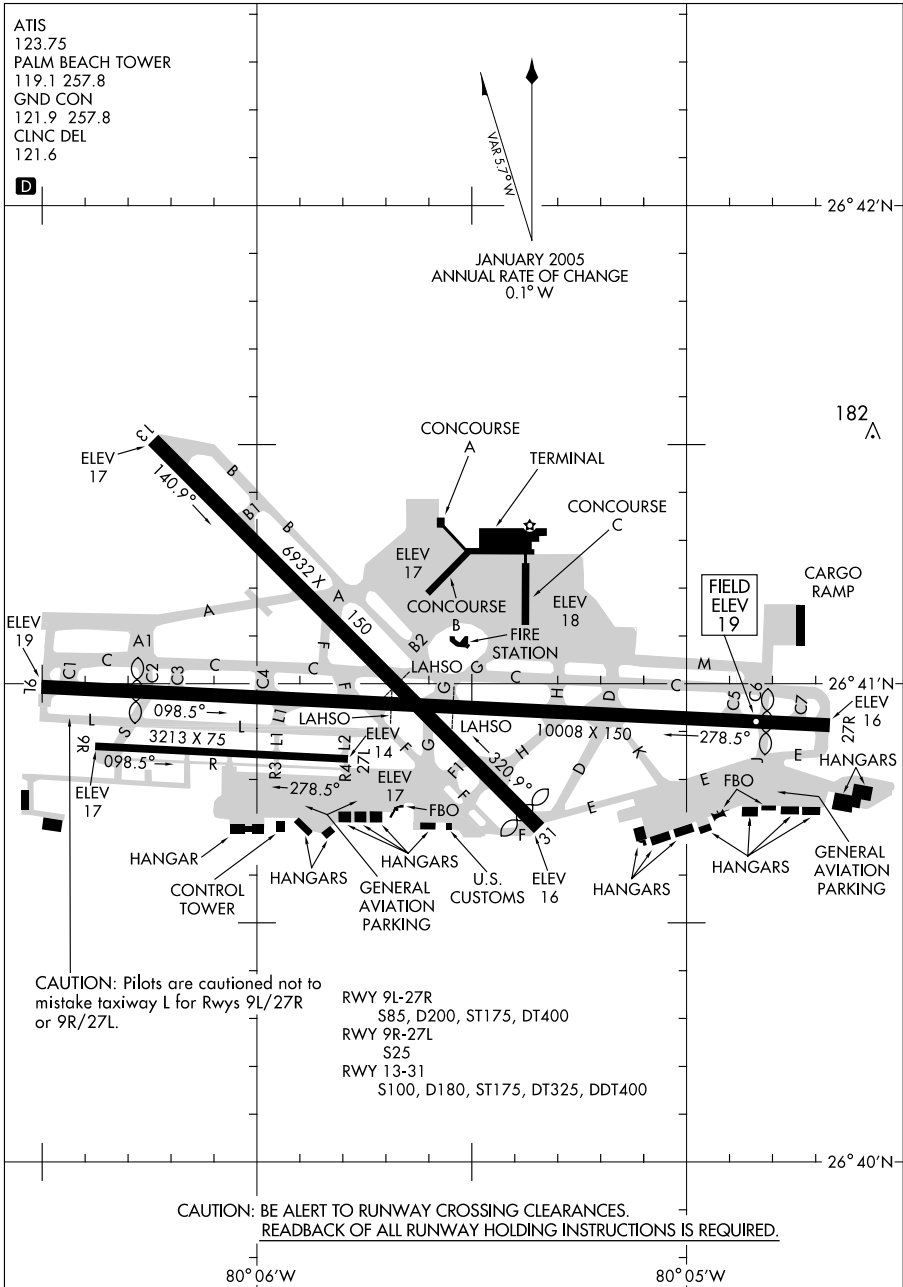 ATIS
123.75
PALM BEACH TOWER
119.1 257.8
GND CON
121.9 257.8
CLNC DEL
121.6
D
VAR 5.7° W
26° 42'N
JANUARY 2005
ANNUAL RATE OF CHANGE
0.1° W
182
CONCOURSE
A
TERMINAL
CONCOURSE
C
13
ELEV
17
140.9°
B
B1
B
6932 X
150
ELEV
17
CONCOURSE
B
ELEV
18
FIRE
STATION
FIELD
ELEV
19
CARGO
RAMP
A
A
F
B2
ELEV
19
A1
C1
C
C2
C3
C
C4
C
F
LAHSO
G
G
C
H
D
C
M
C5
C6
C7
26° 41'N
9L
098.5°
L
L
L1
LAHSO
LAHSO
10008 X 150
278.5°
27R
ELEV
16
9R
S
3213 X 75
L1
L2
27L
ELEV
14
F
G
H
D
K
E
J
E
098.5°
R
R3
R4
F1
320.9°
ELEV
17
278.5°
ELEV
17
FBO
F
F
31
E
FBO
HANGARS
HANGAR
CONTROL
TOWER
HANGARS
GENERAL
AVIATION
PARKING
HANGARS
U.S.
CUSTOMS
ELEV
16
HANGARS
HANGARS
GENERAL
AVIATION
PARKING
CAUTION: Pilots are cautioned not to
mistake taxiway L for Rwys 9L/27R
or 9R/27L.
RWY 9L-27R
S85, D200, ST175, DT400
RWY 9R-27L
S25
RWY 13-31
S100, D180, ST175, DT325, DDT400
26° 40'N
CAUTION: BE ALERT TO RUNWAY CROSSING CLEARANCES.
READBACK OF ALL RUNWAY HOLDING INSTRUCTIONS IS REQUIRED.
80° 06'W
80° 05'W